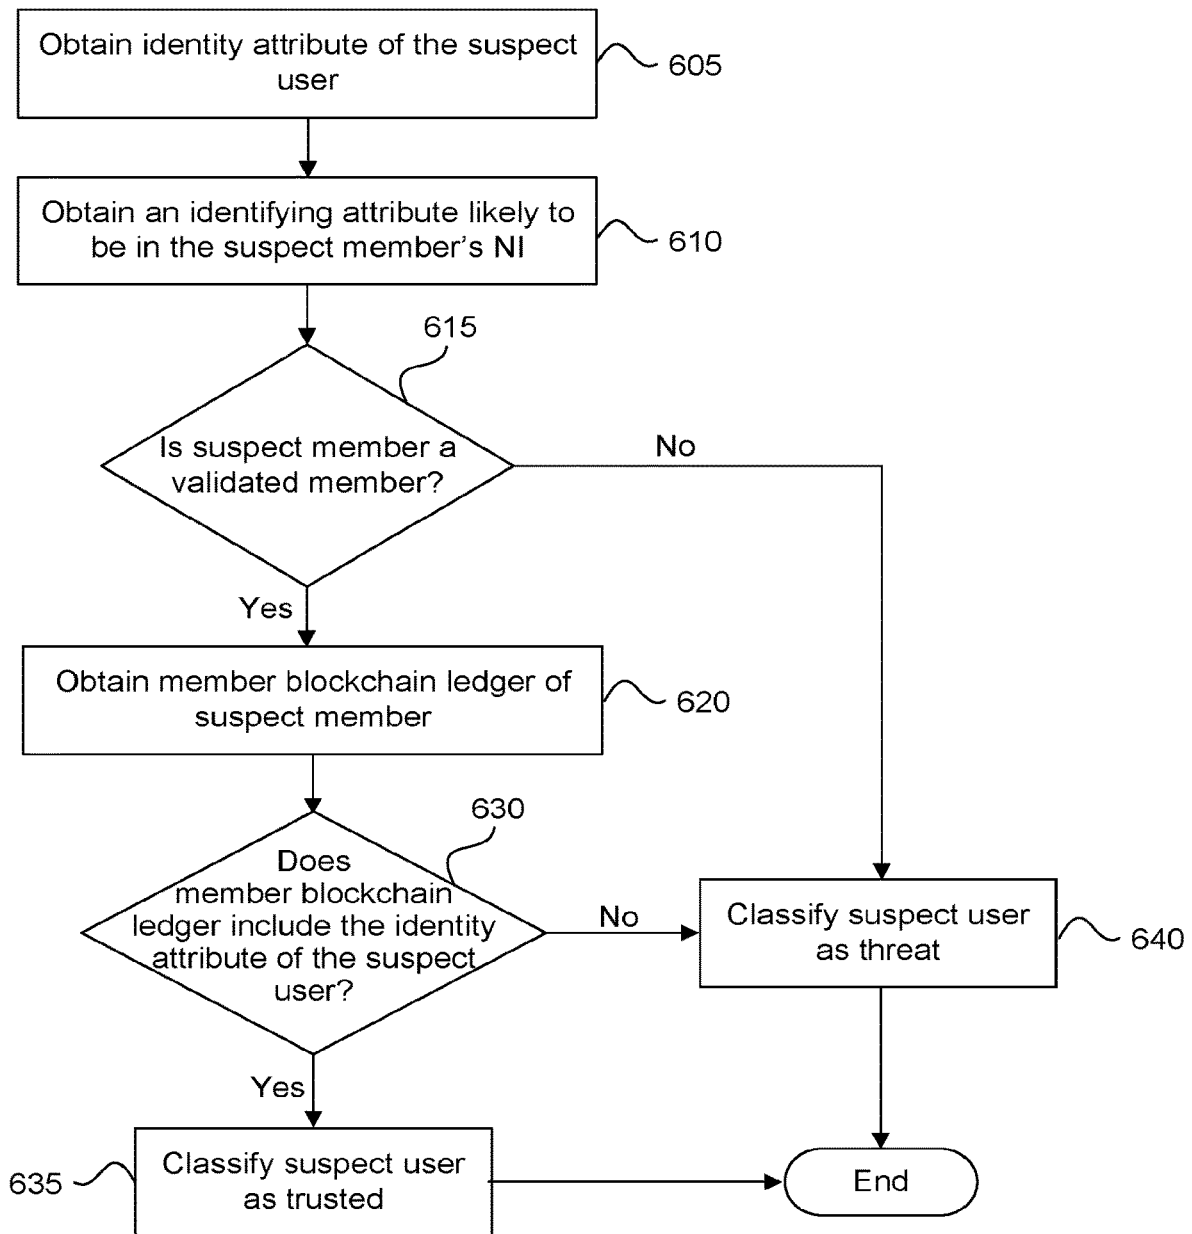 Obtain identity attribute of the suspect
user
605
Obtain an identifying attribute likely to
be in the suspect member's NI
610
615
Is suspect member a
validated member?
No
Yes
Obtain member blockchain ledger of
suspect member
620
630
Does
member blockchain
ledger include the identity
attribute of the suspect
user?
No
Classify suspect user
as threat
640
Yes
635
Classify suspect user
as trusted
End